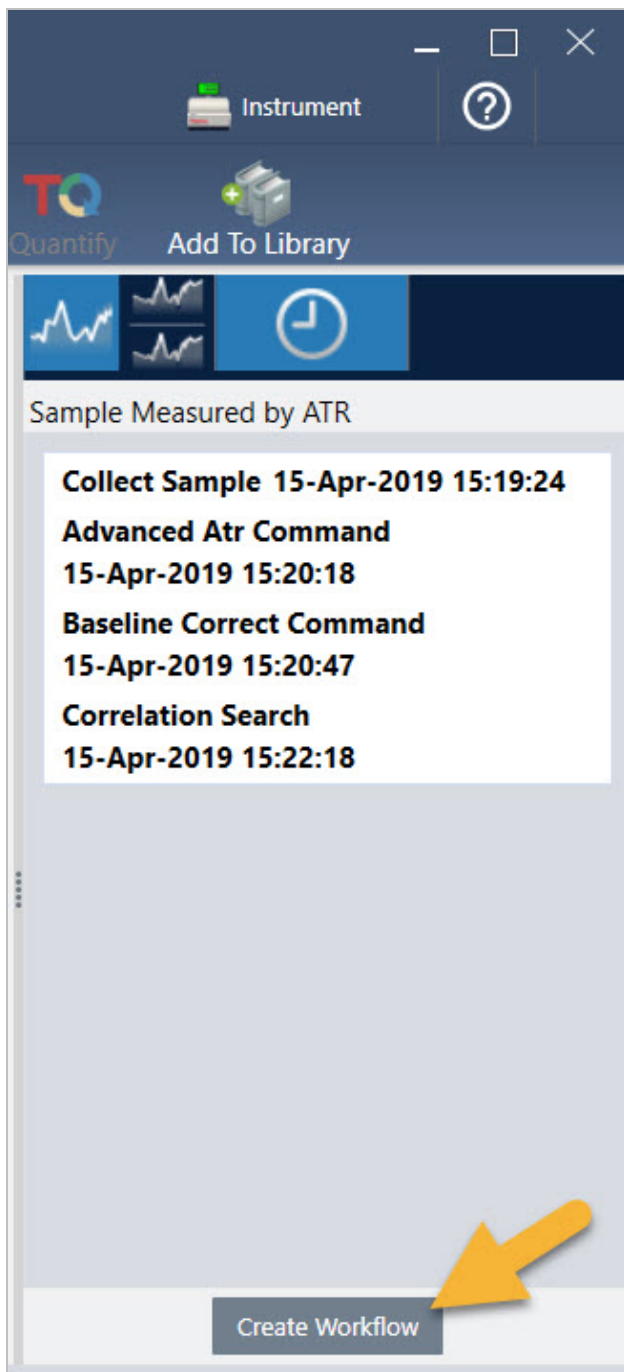 Instrument
TQ
Quantify
Add To Library
Sample Measured by ATR
Collect Sample 15-Apr-2019 15:19:24
Advanced Atr Command
15-Apr-2019 15:20:18
Baseline Correct Command
15-Apr-2019 15:20:47
Correlation Search
15-Apr-2019 15:22:18
Create Workflow